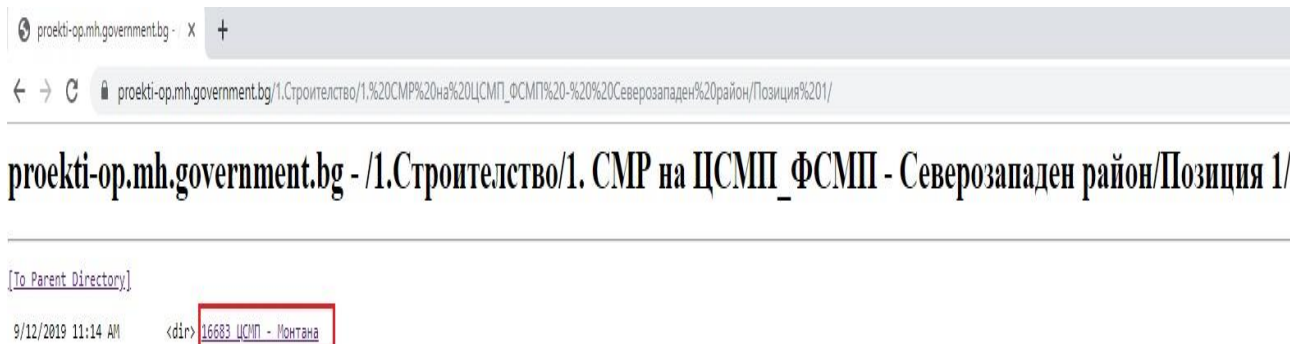 proekti-op.mh.government.bg - X +
proekti-op.mh.government.bg/1.Строителство/1.%20СМР%20на%20ЦСМП_ФСМП%20-%20%20Северозападен%20район/Позиция%201/
proekti-op.mh.government.bg - /1.Строителство/1. СМР на ЦСМП_ФСМП - Северозападен район/Позиция 1/
[To Parent Directory]
9/12/2019 11:14 AM <dir> 16683 ЦСМП - Монтана